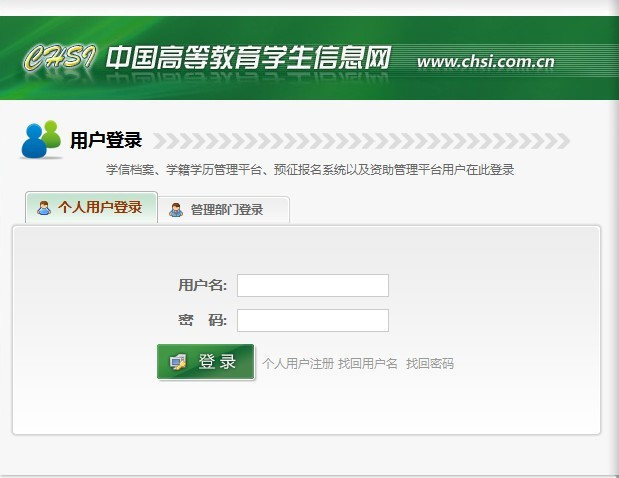 CHSI 中国高等教育学生信息网 www.chsi.com.cn
用户登录
学信档案、学籍学历管理平台、预征报名系统以及资助管理平台用户在此登录
个人用户登录 管理部门登录
用户名:
密 码:
登 录 个人用户注册 找回用户名 找回密码